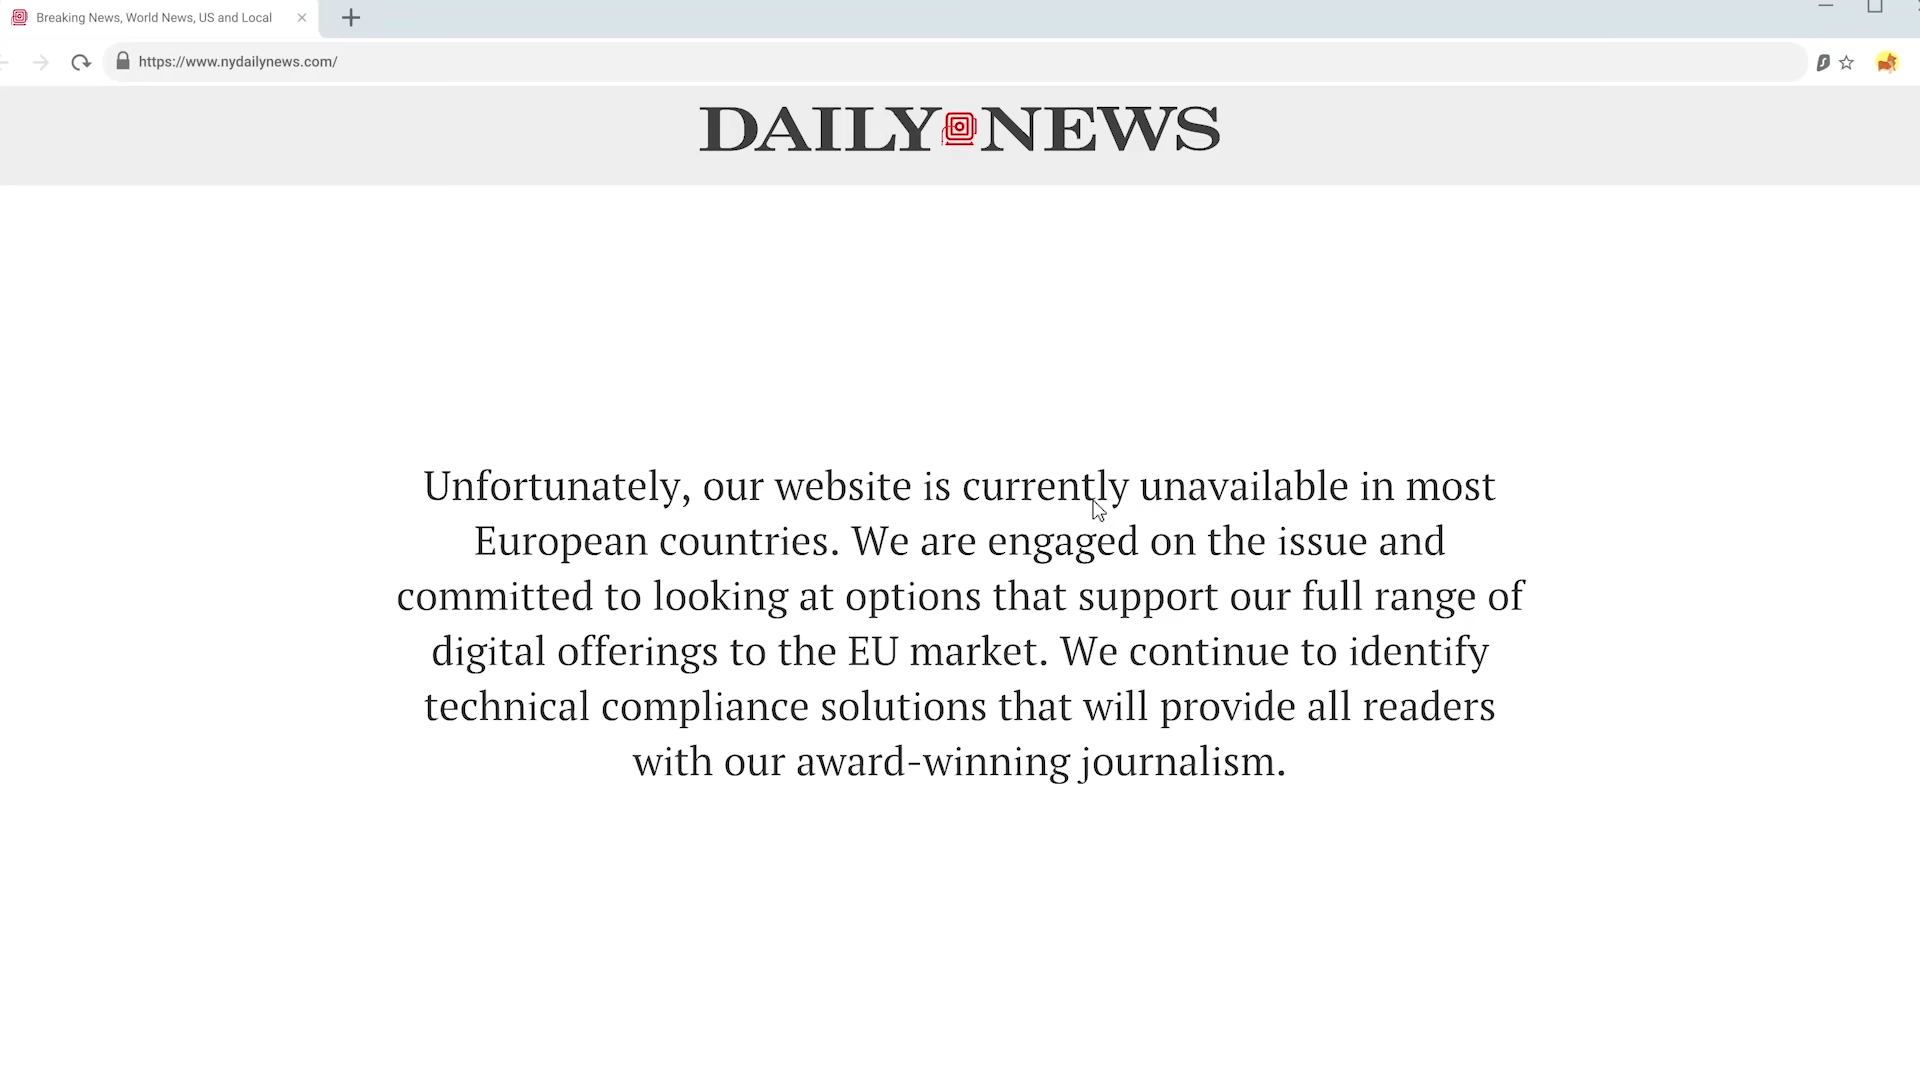 Breaking News, World News, US and Local
https://www.nydailynews.com/
DAILY NEWS
Unfortunately, our website is currently unavailable in most
European countries. We are engaged on the issue and
committed to looking at options that support our full range of
digital offerings to the EU market. We continue to identify
technical compliance solutions that will provide all readers
with our award-winning journalism.